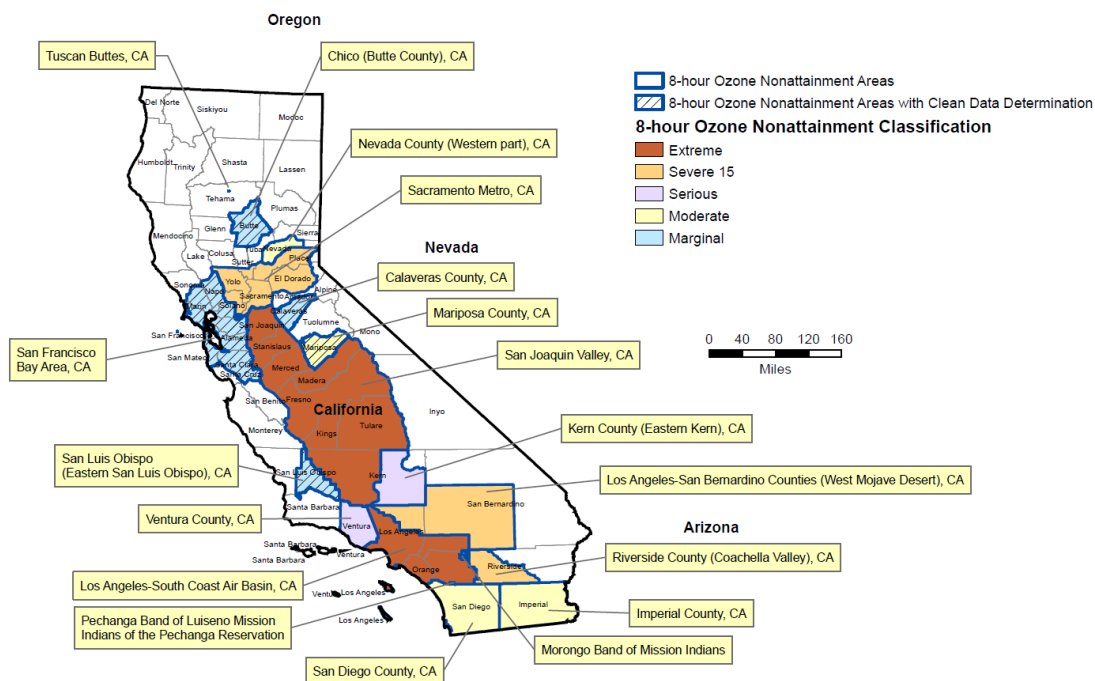 Oregon
Tuscan Buttes, CA
Chico (Butte County), CA
8-hour Ozone Nonattainment Areas
8-hour Ozone Nonattainment Areas with Clean Data Determination
8-hour Ozone Nonattainment Classification
Extreme
Severe 15
Serious
Moderate
Marginal
Del Norte
Siskiyou
Modoc
Nevada County (Western part), CA
Humboldt
Trinity
Shasta
Lassen
Sacramento Metro, CA
Tehama
Plumas
Glenn
Butte
Sierra
Mendocino
Nevada
Yuba
Nevada
Lake
Colusa
Sutter
Placer
Calaveras County, CA
Yolo
El Dorado
Sonoma
Napa
Alpine
Sacramento
Amador
Mariposa County, CA
Marin
Solano
Calaveras
Tuolumne
San Joaquin
Mono
San Francisco
Alameda
Stanislaus
Mariposa
0 40 80 120 160
Miles
San Francisco
Bay Area, CA
San Mateo
Santa Clara
Merced
San Joaquin Valley, CA
Santa Cruz
Madera
San Benito
Fresno
California
Inyo
Monterey
Kings
Tulare
Kern County (Eastern Kern), CA
San Luis Obispo
(Eastern San Luis Obispo), CA
San Luis Obispo
Kern
Los Angeles-San Bernardino Counties (West Mojave Desert), CA
San Bernardino
Santa Barbara
Ventura County, CA
Ventura
Los Angeles
Arizona
Santa Barbara
Santa Barbara
Ventura
Riverside County (Coachella Valley), CA
Riverside
Los Angeles-South Coast Air Basin, CA
Orange
Ventura
Los Angeles
Los Angeles
San Diego
Imperial
Imperial County, CA
Pechanga Band of Luiseno Mission
Indians of the Pechanga Reservation
Morongo Band of Mission Indians
San Diego County, CA